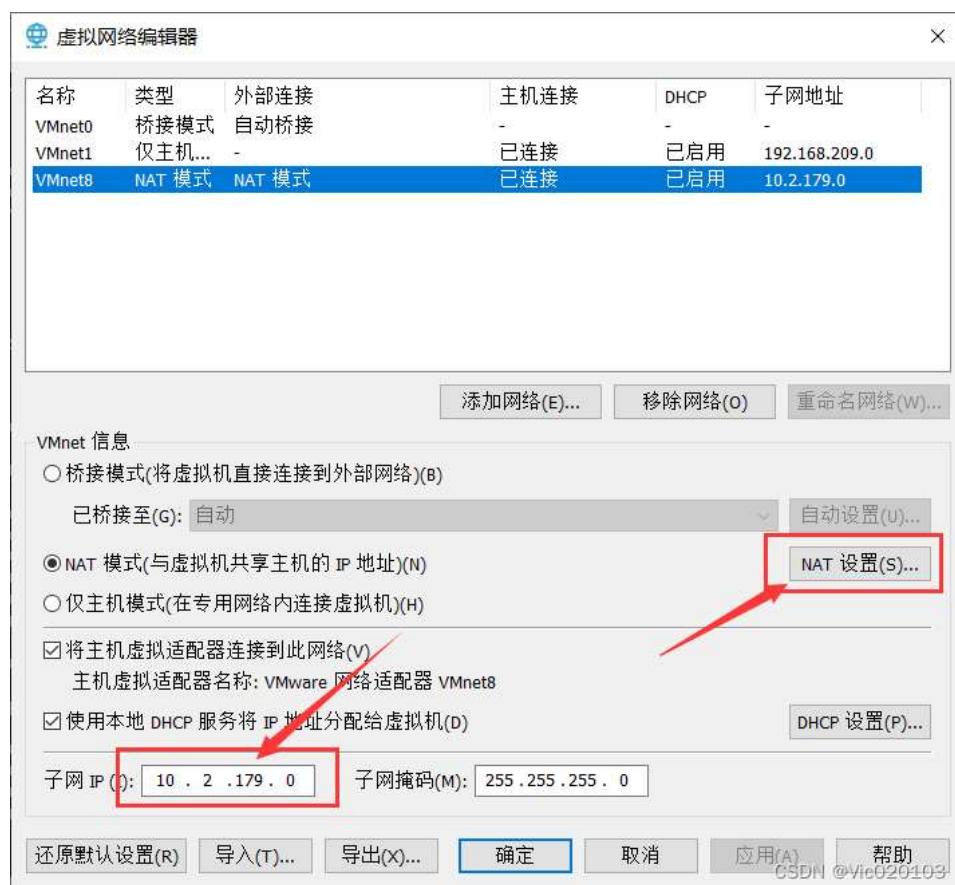 虚拟网络编辑器
名称 类型 外部连接 主机连接 DHCP 子网地址
VMnet0 桥接模式 自动桥接 - - -
VMnet1 仅主机... - 已连接 已启用 192.168.209.0
VMnet8 NAT 模式 NAT 模式 已连接 已启用 10.2.179.0
添加网络(E)... 移除网络(O) 重命名网络(W)...
VMnet 信息
桥接模式(将虚拟机直接连接到外部网络)(B)
已桥接至(G): 自动 自动设置(U)...
NAT 模式(与虚拟机共享主机的 IP 地址)(N) NAT 设置(S)...
仅主机模式(在专用网络内连接虚拟机)(H)
将主机虚拟适配器连接到此网络(V)
主机虚拟适配器名称: VMware 网络适配器 VMnet8
使用本地 DHCP 服务将 IP 地址分配给虚拟机(D) DHCP 设置(P)...
子网 IP (I): 10 . 2 .179 . 0 子网掩码(M): 255.255.255. 0
还原默认设置(R) 导入(T)... 导出(X)... 确定 取消 应用(A) 帮助
CSDN @Vic020103